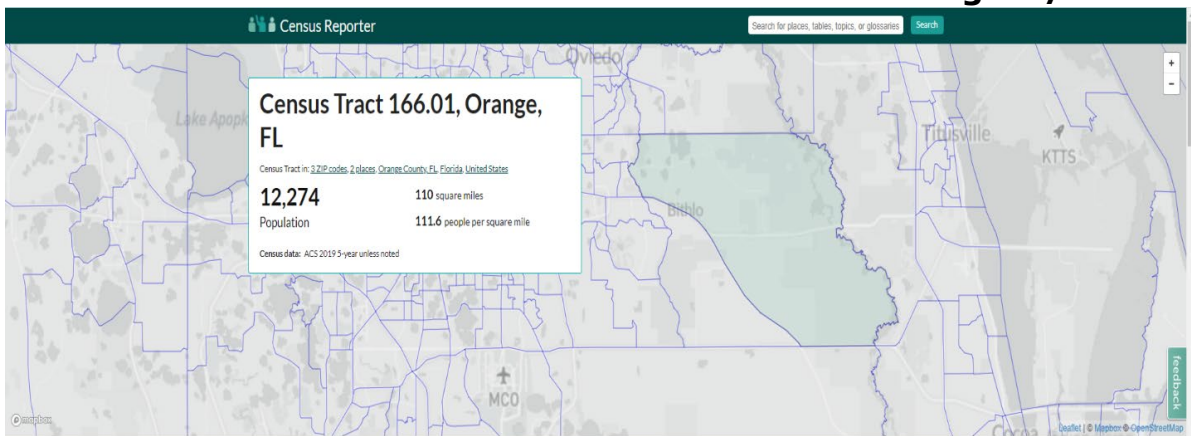 Census Reporter
Search for places, tables, topics, or glossaries
Search
Oviedo
Lake Apopk
Census Tract 166.01, Orange,
FL
Census Tract in: 3 ZIP codes, 2 places, Orange County, FL, Florida, United States
12,274
Population
110 square miles
111.6 people per square mile
Census data: ACS 2019 5-year unless noted
Bithlo
Titusville
KTTS
+
-
MCO
feedback
mapbox
Cocoa
Leaflet | © Mapbox © OpenStreetMap